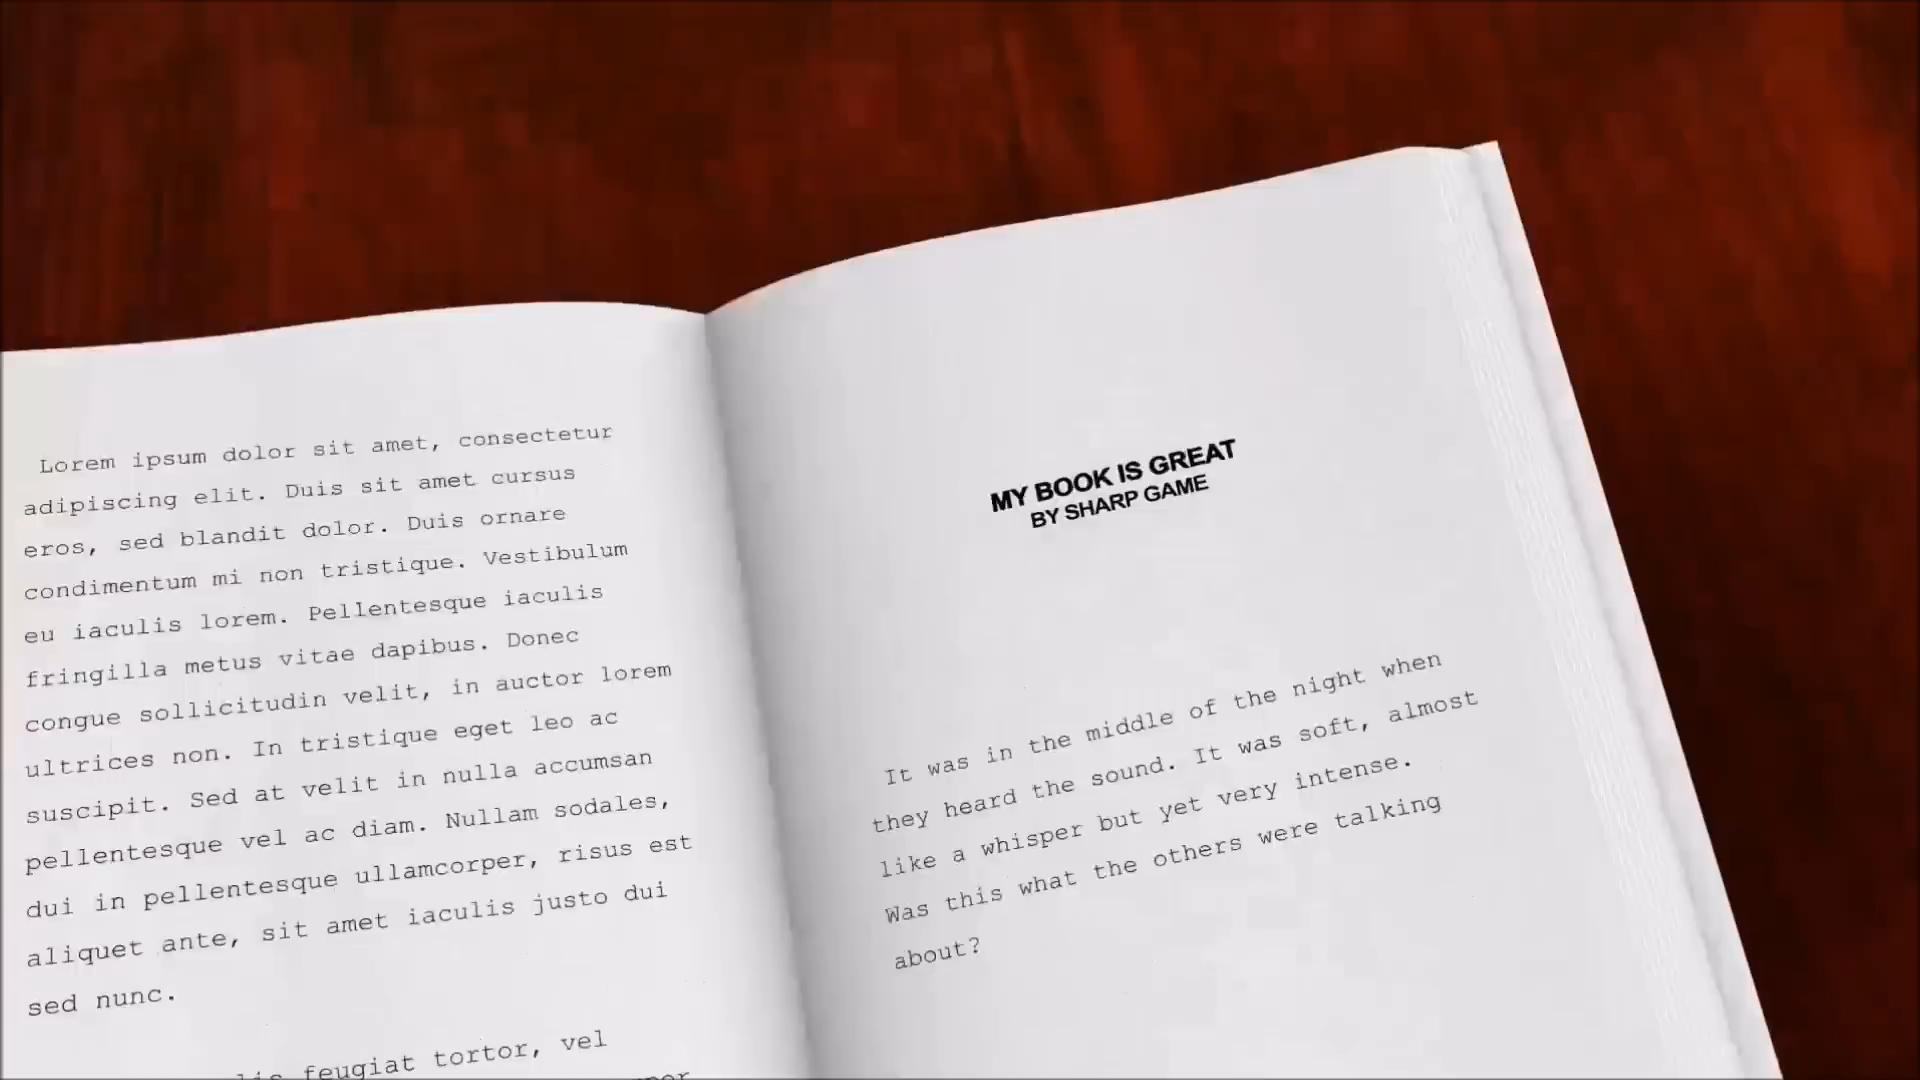 Lorem ipsum dolor sit amet, consectetur
adipiscing elit. Duis sit amet cursus
eros, sed blandit dolor. Duis ornare
condimentum mi non tristique. Vestibulum
eu iaculis lorem. Pellentesque iaculis
fringilla metus vitae dapibus. Donec
congue sollicitudin velit, in auctor lorem
ultrices non. In tristique eget leo ac
suscipit. Sed at velit in nulla accumsan
pellentesque vel ac diam. Nullam sodales,
dui in pellentesque ullamcorper, risus est
aliquet ante, sit amet iaculis justo dui
sed nunc.
feugiat tortor, vel
MY BOOK IS GREAT
BY SHARP GAME
It was in the middle of the night when
they heard the sound. It was soft, almost
like a whisper but yet very intense.
Was this what the others were talking
about?